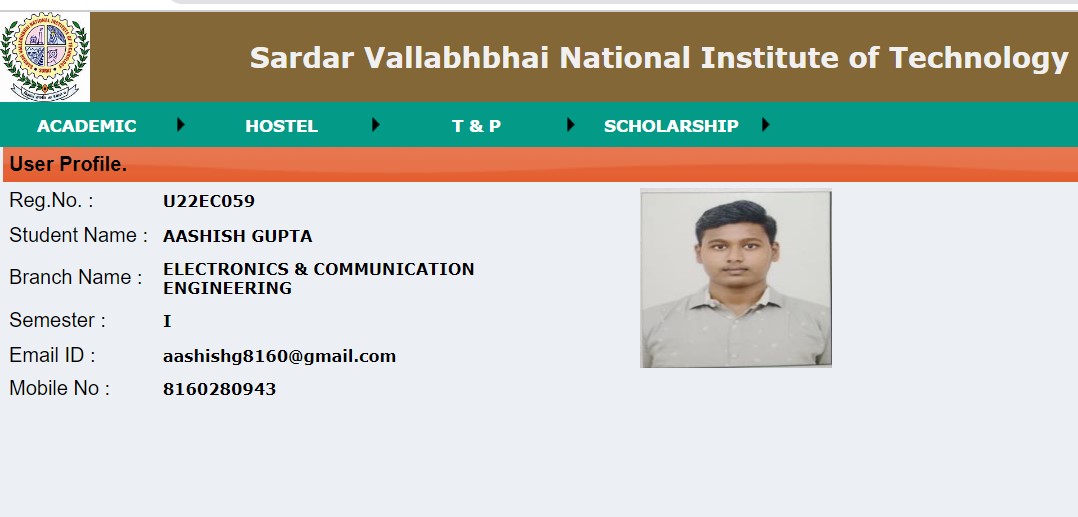 Sardar Vallabhbhai National Institute of Technology
ACADEMIC HOSTEL T & P SCHOLARSHIP
User Profile.
Reg.No. : U22EC059
Student Name : AASHISH GUPTA
Branch Name : ELECTRONICS & COMMUNICATION
ENGINEERING
Semester : I
Email ID : aashishg8160@gmail.com
Mobile No : 8160280943